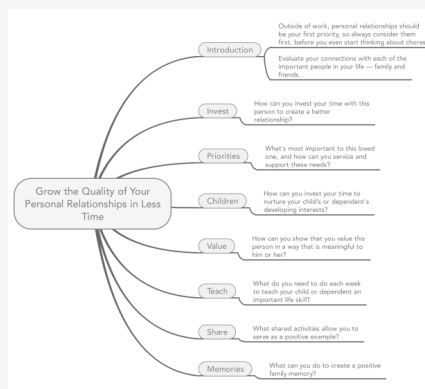 Grow the Quality of Your
Personal Relationships in Less
Time
Introduction
Outside of work, personal relationships should
be your first priority, so always consider them
first, before you even start thinking about chores
Evaluate your connections with each of the
important people in your life — family and
friends.
Invest
How can you invest your time with this
person to create a better
relationship?
Priorities
What's most important to this loved
one, and how can you service and
support these needs?
Children
How can you invest your time to
nurture your child's or dependent's
developing interests?
Value
How can you show that you value this
person in a way that is meaningful to
him or her?
Teach
What do you need to do each week
to teach your child or dependent an
important life skill?
Share
What shared activities allow you to
serve as a positive example?
Memories
What can you do to create a positive
family memory?